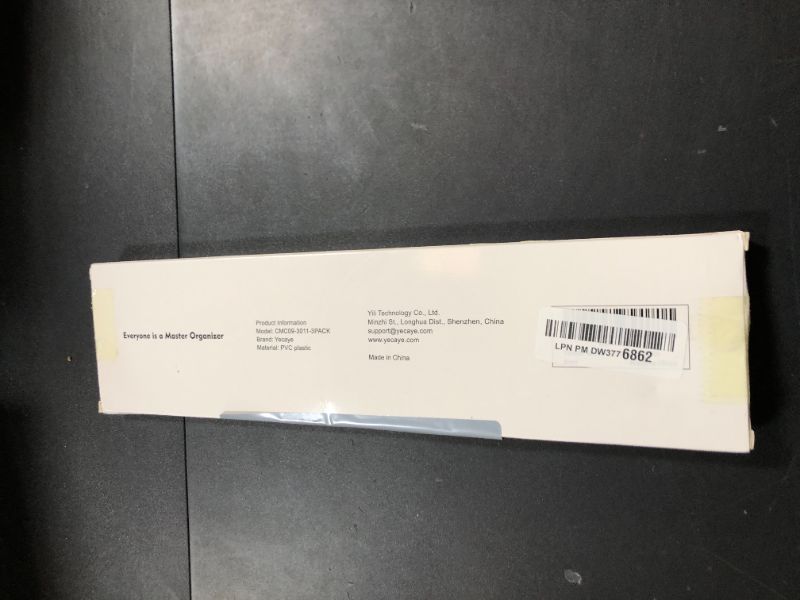 Everyone is a Master Organizer
Product Information
Model: CMC09-3011-3PACK
Brand: Yecaye
Material: PVC plastic
Yili Technology Co., Ltd.
Minzhi St., Longhua Dist., Shenzhen, China
support@yecaye.com
www.yecaye.com
Made in China
LPN PM DW3776862